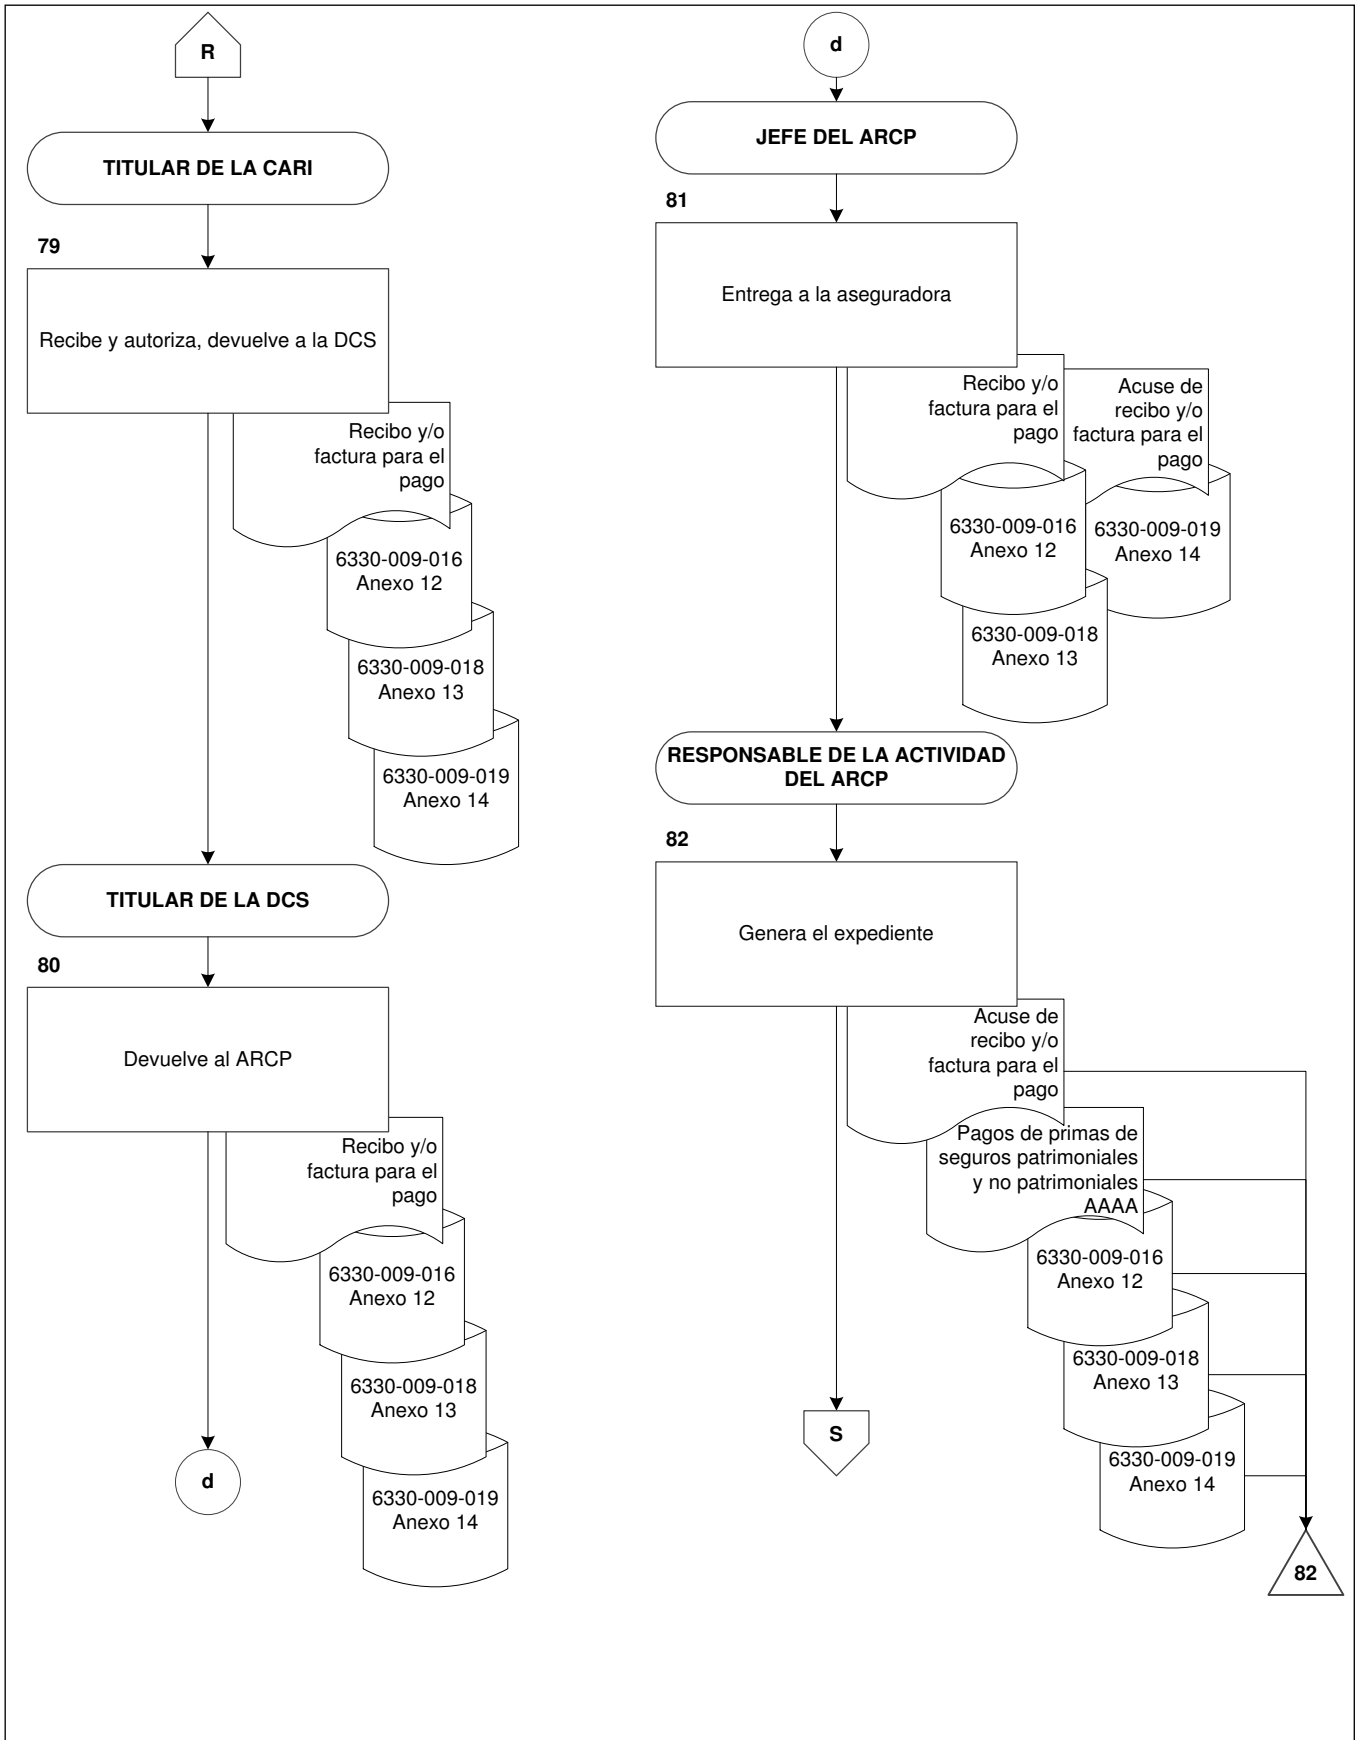 R
TITULAR DE LA CARI
79
Recibe y autoriza, devuelve a la DCS
Recibo y/o
factura para el
pago
6330-009-016
Anexo 12
6330-009-018
Anexo 13
6330-009-019
Anexo 14
TITULAR DE LA DCS
80
Devuelve al ARCP
Recibo y/o
factura para el
pago
6330-009-016
Anexo 12
6330-009-018
Anexo 13
6330-009-019
Anexo 14
d
d
JEFE DEL ARCP
81
Entrega a la aseguradora
Recibo y/o
factura para el
pago
Acuse de
recibo y/o
factura para el
pago
6330-009-016
Anexo 12
6330-009-019
Anexo 14
6330-009-018
Anexo 13
RESPONSABLE DE LA ACTIVIDAD
DEL ARCP
82
Genera el expediente
Acuse de
recibo y/o
factura para el
pago
Pagos de primas de
seguros patrimoniales
y no patrimoniales
AAAA
6330-009-016
Anexo 12
6330-009-018
Anexo 13
6330-009-019
Anexo 14
S
82